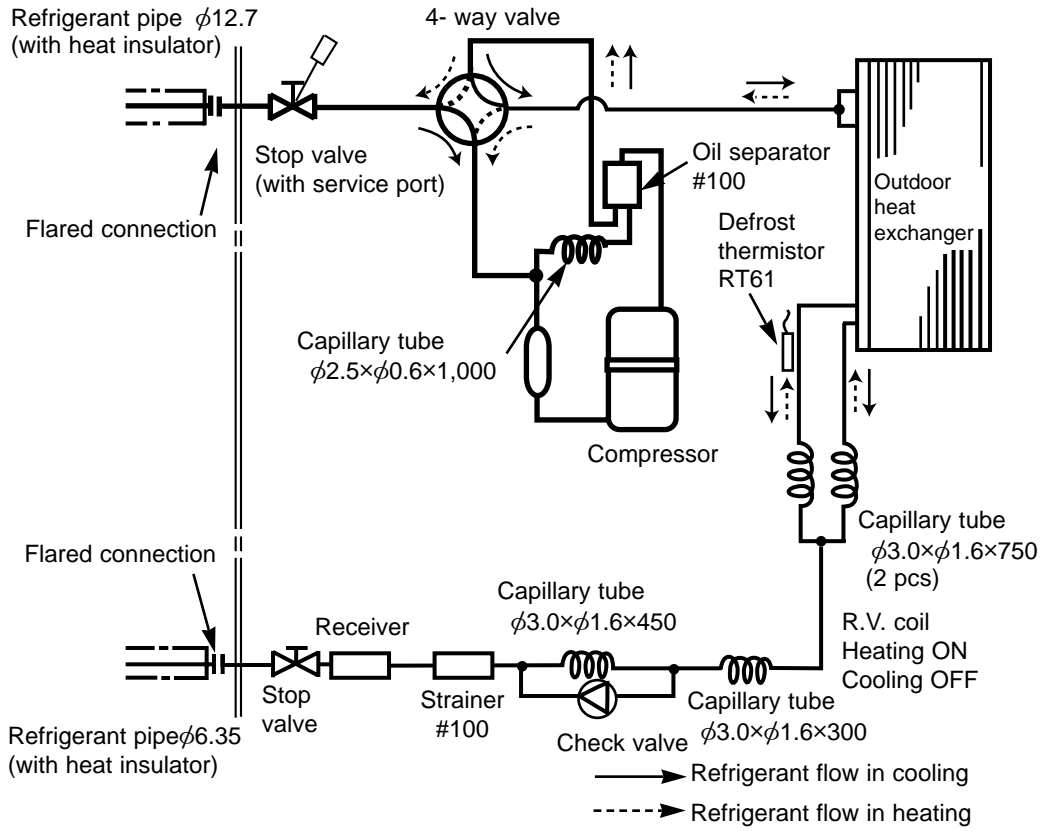 Refrigerant pipe ϕ12.7
(with heat insulator)
4- way valve
Stop valve
(with service port)
Flared connection
Oil separator
#100
Outdoor
heat
exchanger
Defrost
thermistor
RT61
Capillary tube
ϕ2.5×ϕ0.6×1,000
Compressor
Capillary tube
ϕ3.0×ϕ1.6×750
(2 pcs)
Flared connection
Capillary tube
ϕ3.0×ϕ1.6×450
Receiver
R.V. coil
Heating ON
Cooling OFF
Stop
valve
Strainer
#100
Capillary tube
ϕ3.0×ϕ1.6×300
Check valve
Refrigerant pipeϕ6.35
(with heat insulator)
Refrigerant flow in cooling
Refrigerant flow in heating